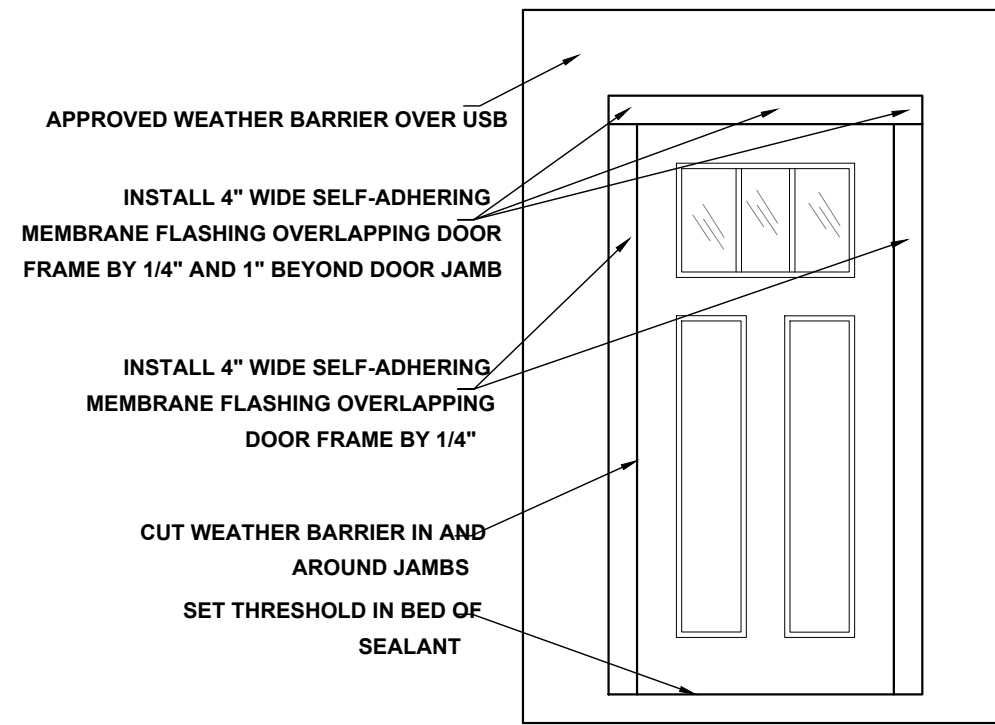 APPROVED WEATHER BARRIER OVER USB
INSTALL 4" WIDE SELF-ADHERING
MEMBRANE FLASHING OVERLAPPING DOOR
FRAME BY 1/4" AND 1" BEYOND DOOR JAMB
INSTALL 4" WIDE SELF-ADHERING
MEMBRANE FLASHING OVERLAPPING
DOOR FRAME BY 1/4"
CUT WEATHER BARRIER IN AND
AROUND JAMBS
SET THRESHOLD IN BED OF
SEALANT